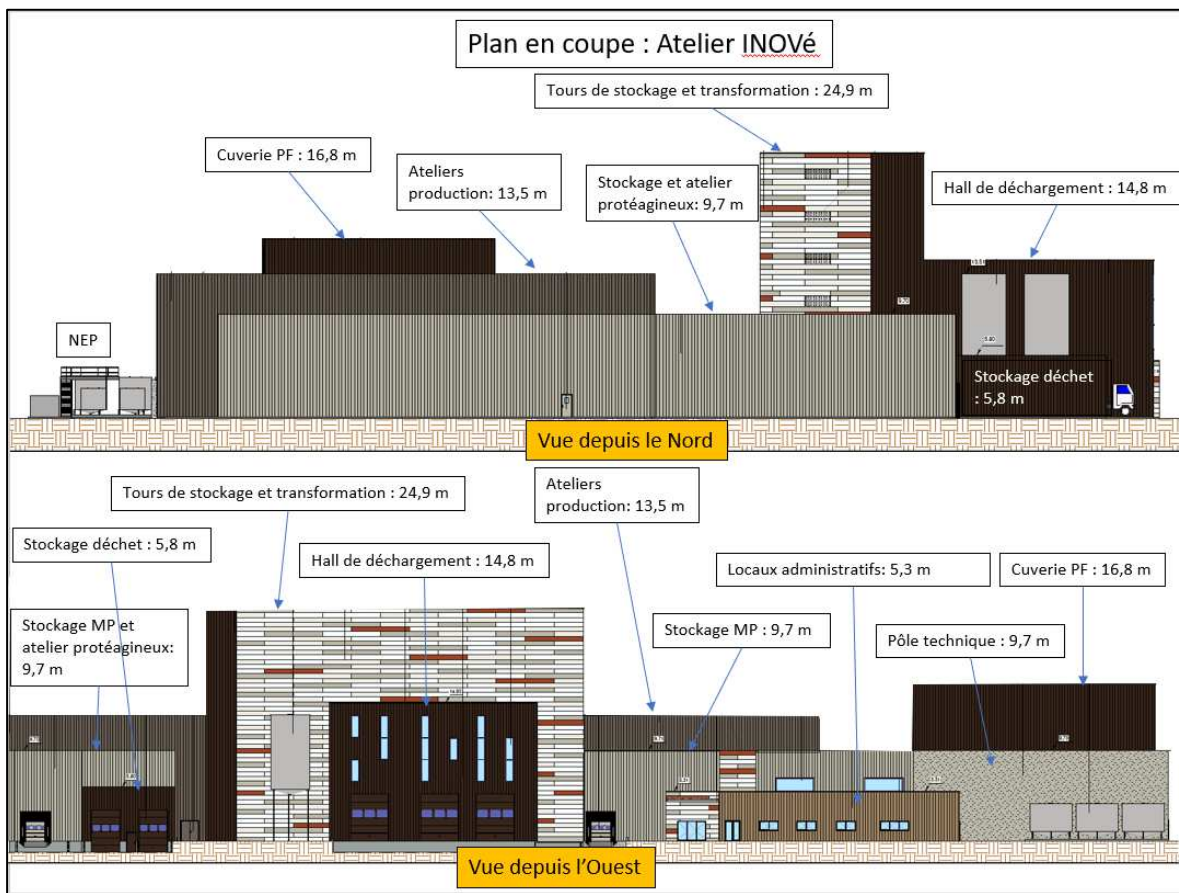 Plan en coupe : Atelier INOVé
Tours de stockage et transformation : 24,9 m
Cuverie PF : 16,8 m
Ateliers
production: 13,5 m
Stockage et atelier
protéagineux: 9,7 m
Hall de déchargement : 14,8 m
NEP
Stockage déchet
: 5,8 m
Vue depuis le Nord
Tours de stockage et transformation : 24,9 m
Ateliers
production: 13,5 m
Stockage déchet : 5,8 m
Hall de déchargement : 14,8 m
Locaux administratifs: 5,3 m
Cuverie PF : 16,8 m
Stockage MP et
atelier protéagineux:
9,7 m
Stockage MP : 9,7 m
Pôle technique : 9,7 m
Vue depuis l'Ouest